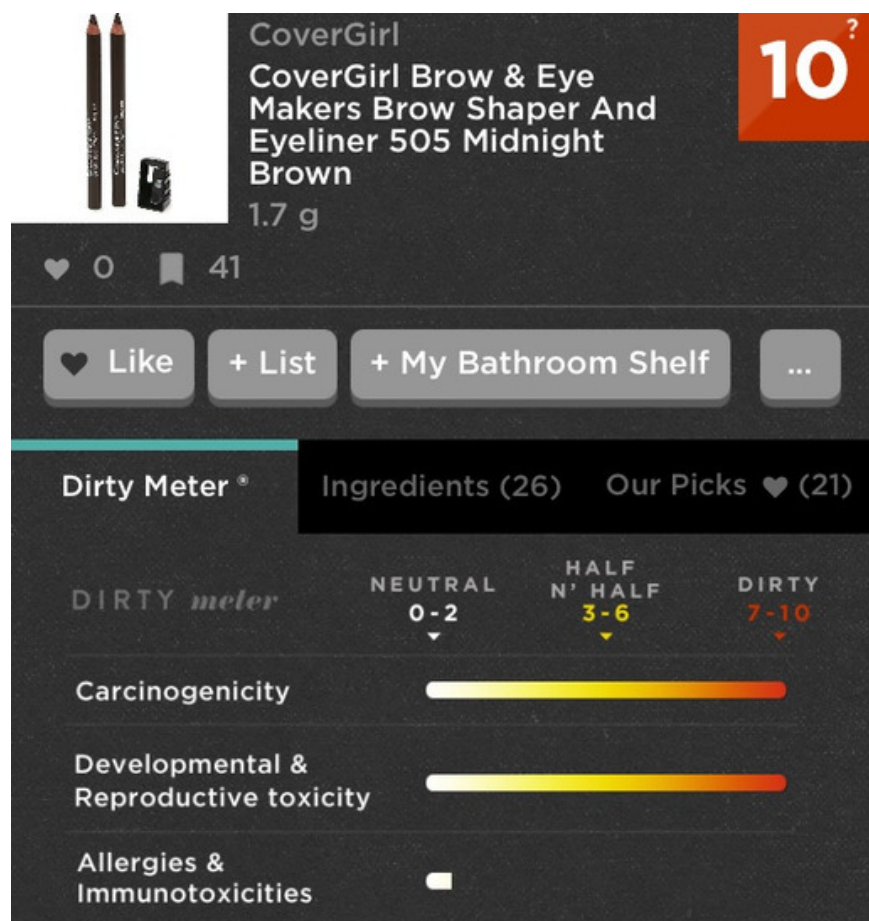 CoverGirl
CoverGirl Brow & Eye
Makers Brow Shaper And
Eyeliner 505 Midnight
Brown
1.7 g
10
?
0
41
Like
+ List
+ My Bathroom Shelf
...
Dirty Meter ®
Ingredients (26)
Our Picks ♥ (21)
DIRTY meter
NEUTRAL
0-2
HALF
N' HALF
3-6
DIRTY
7-10
Carcinogenicity
Developmental &
Reproductive toxicity
Allergies &
Immunotoxicities